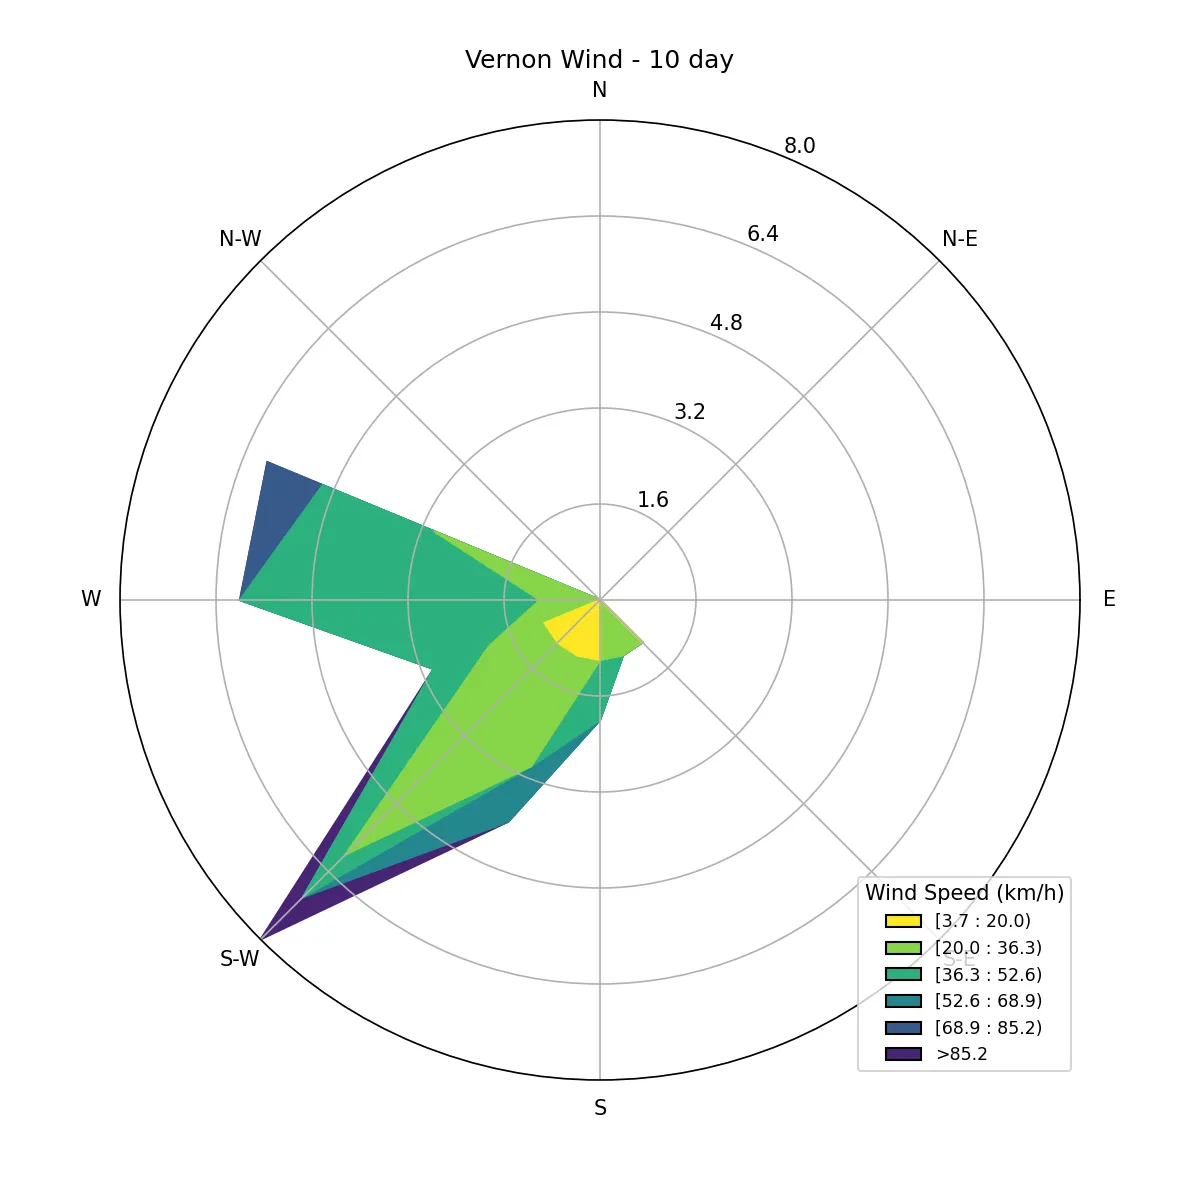 Vernon Wind - 10 day
N
8.0
N-W
N-E
6.4
4.8
3.2
1.6
W
E
S-W
S-E
S
Wind Speed (km/h)
[3.7 : 20.0)
[20.0 : 36.3)
[36.3 : 52.6)
[52.6 : 68.9)
[68.9 : 85.2)
>85.2